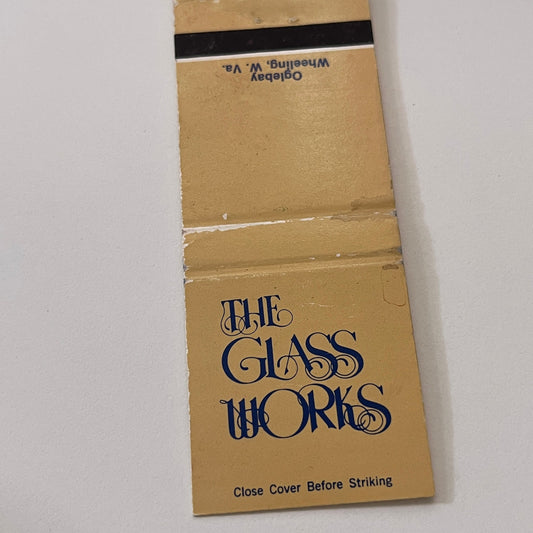 Oglebay
Wheeling, W. Va.
THE
GLASS
WORKS
Close Cover Before Striking